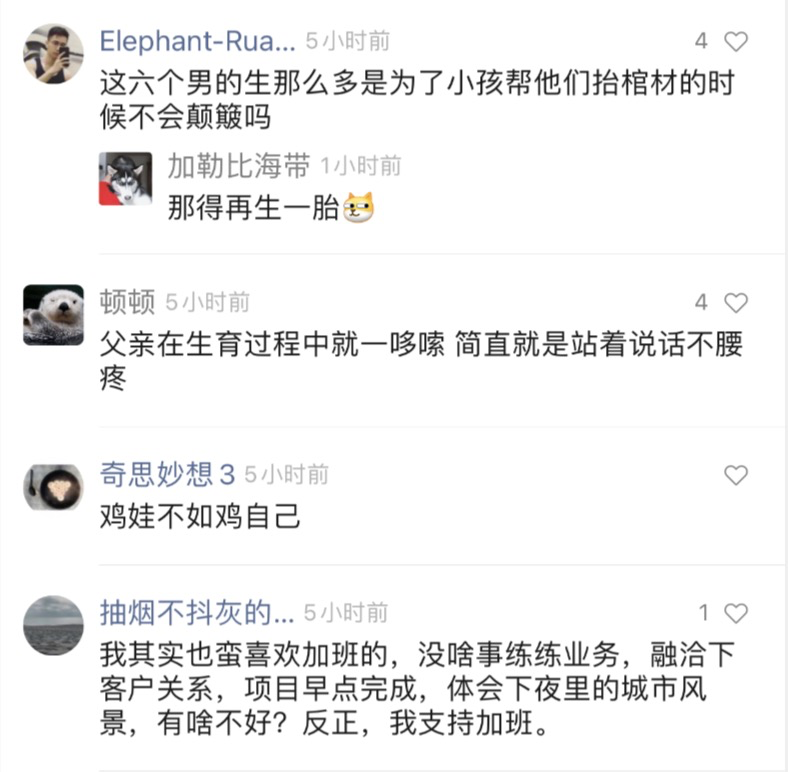 Elephant-Rua... 5小时前 4
这六个男的生那么多是为了小孩帮他们抬棺材的时
候不会颠簸吗
加勒比海带 1小时前
那得再生一胎
顿顿 5小时前 4
父亲在生育过程中就一哆嗦 简直就是站着说话不腰
疼
奇思妙想3 5小时前
鸡娃不如鸡自己
抽烟不抖灰的... 5小时前 1
我其实也蛮喜欢加班的，没啥事练练业务，融洽下
客户关系，项目早点完成，体会下夜里的城市风
景，有啥不好？反正，我支持加班。